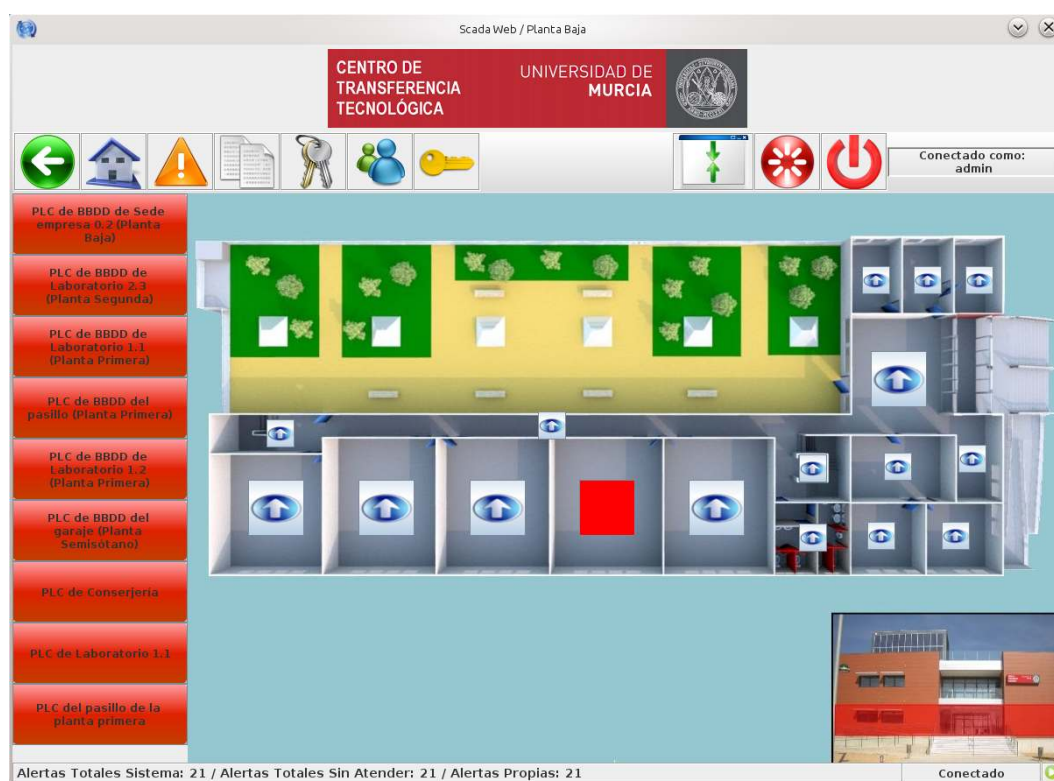 Scada Web / Planta Baja
CENTRO DE
TRANSFERENCIA
TECNOLÓGICA
UNIVERSIDAD DE
MURCIA
Conectado como:
admin
PLC de BBDD de Sede
empresa 0.2 (Planta
Baja)
PLC de BBDD de
Laboratorio 2.3
(Planta Segunda)
PLC de BBDD de
Laboratorio 1.1
(Planta Primera)
PLC de BBDD del
pasillo (Planta Primera)
PLC de BBDD de
Laboratorio 1.2
(Planta Primera)
PLC de BBDD del
garaje (Planta
Semisótano)
PLC de Conserjería
PLC de Laboratorio 1.1
PLC del pasillo de la
planta primera
Alertas Totales Sistema: 21 / Alertas Totales Sin Atender: 21 / Alertas Propias: 21
Conectado